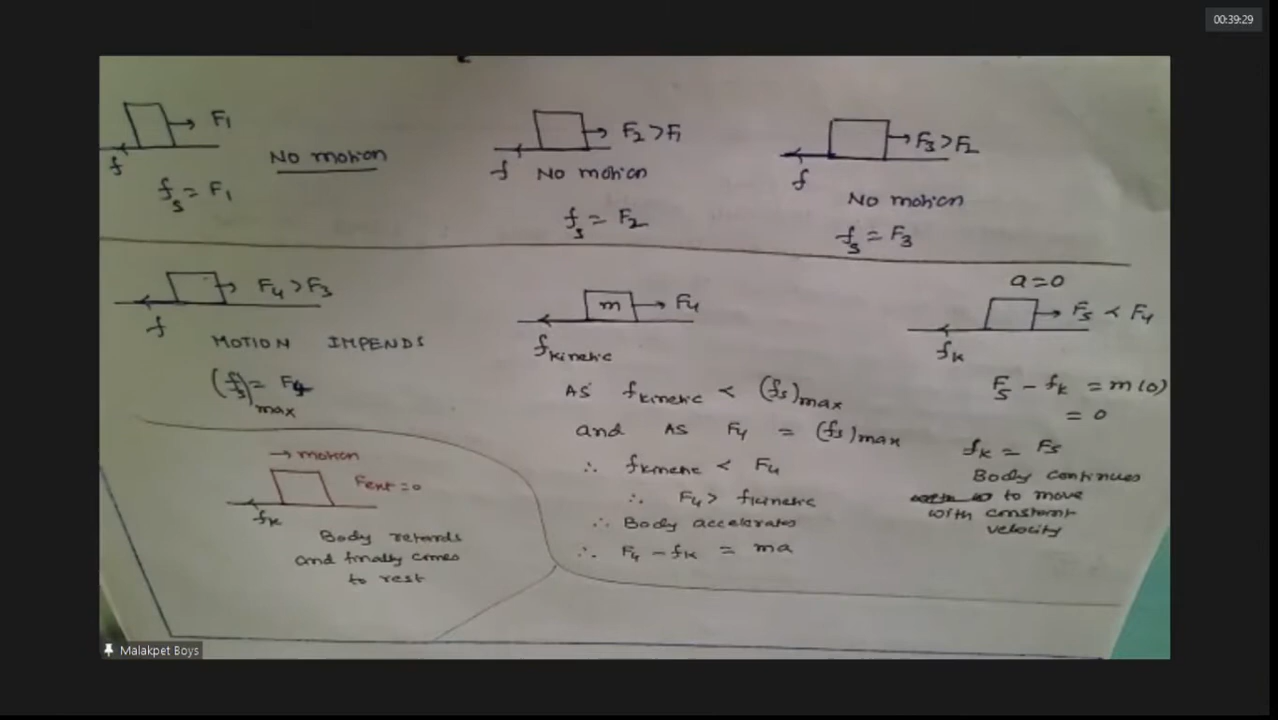 00:39:29
F₁
f
No motion
fₛ = F₁
F₂ > F₁
f
No motion
fₛ = F₂
F₃ > F₂
f
No motion
fₛ = F₃
F₄ > F₃
f
MOTION IMPENDS
(fₛ)max = F₄
m
F₄
fkinetic
As fkinetic < (fₛ)max
and As F₄ = (fₛ)max
∴ fkinetic < F₄
∴ F₄ > fkinetic
∴ Body accelerates
∴ F₄ - fk = ma
a = 0
F₅ < F₄
fk
F₅ - fk = m(0)
= 0
fk = F₅
Body continues
to move
with constant
velocity
→ motion
Fext = 0
fk
Body retards
and finally comes
to rest
Malakpet Boys